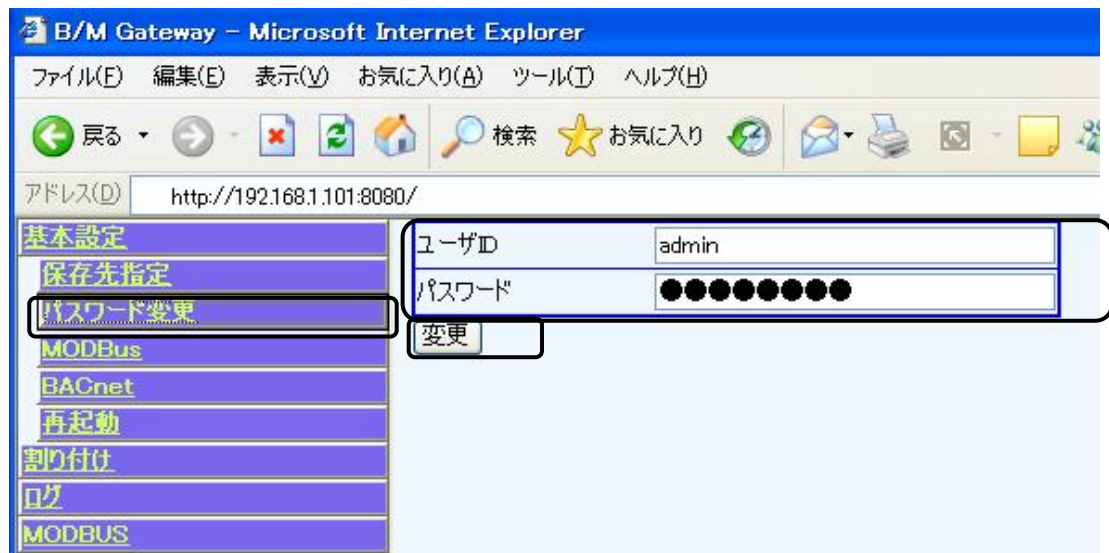 B/M Gateway - Microsoft Internet Explorer
ファイル(F) 編集(E) 表示(V) お気に入り(A) ツール(T) ヘルプ(H)
戻る 検索 お気に入り
アドレス(D) http://192.168.1.101:8080/
基本設定
保存先指定
パスワード変更
MODBus
BACnet
再起動
割り付け
ログ
MODBUS
ユーザID admin
パスワード ●●●●●●●●
変更